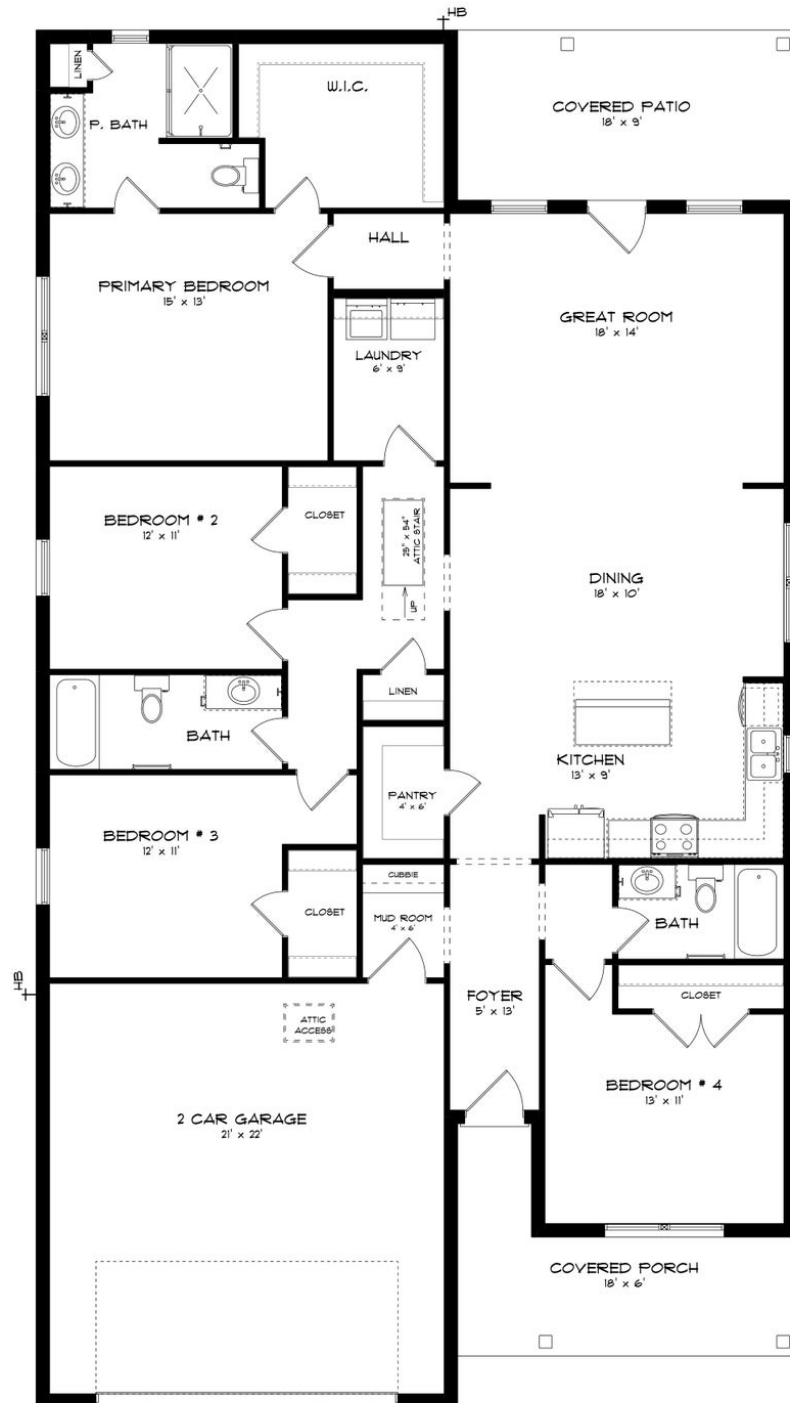 HB
LINEN
W.I.C.
P. BATH
COVERED PATIO
18' x 9'
HALL
PRIMARY BEDROOM
15' x 13'
GREAT ROOM
18' x 14'
LAUNDRY
6' x 9'
BEDROOM # 2
12' x 11'
CLOSET
25" x 54"
ATTIC STAIR
UP
DINING
18' x 10'
LINEN
BATH
KITCHEN
13' x 9'
PANTRY
4' x 6'
BEDROOM # 3
12' x 11'
CUBBIE
CLOSET
MUD ROOM
4' x 6'
BATH
HB
FOYER
5' x 13'
CLOSET
ATTIC
ACCESS
BEDROOM # 4
13' x 11'
2 CAR GARAGE
21' x 22'
COVERED PORCH
18' x 6'